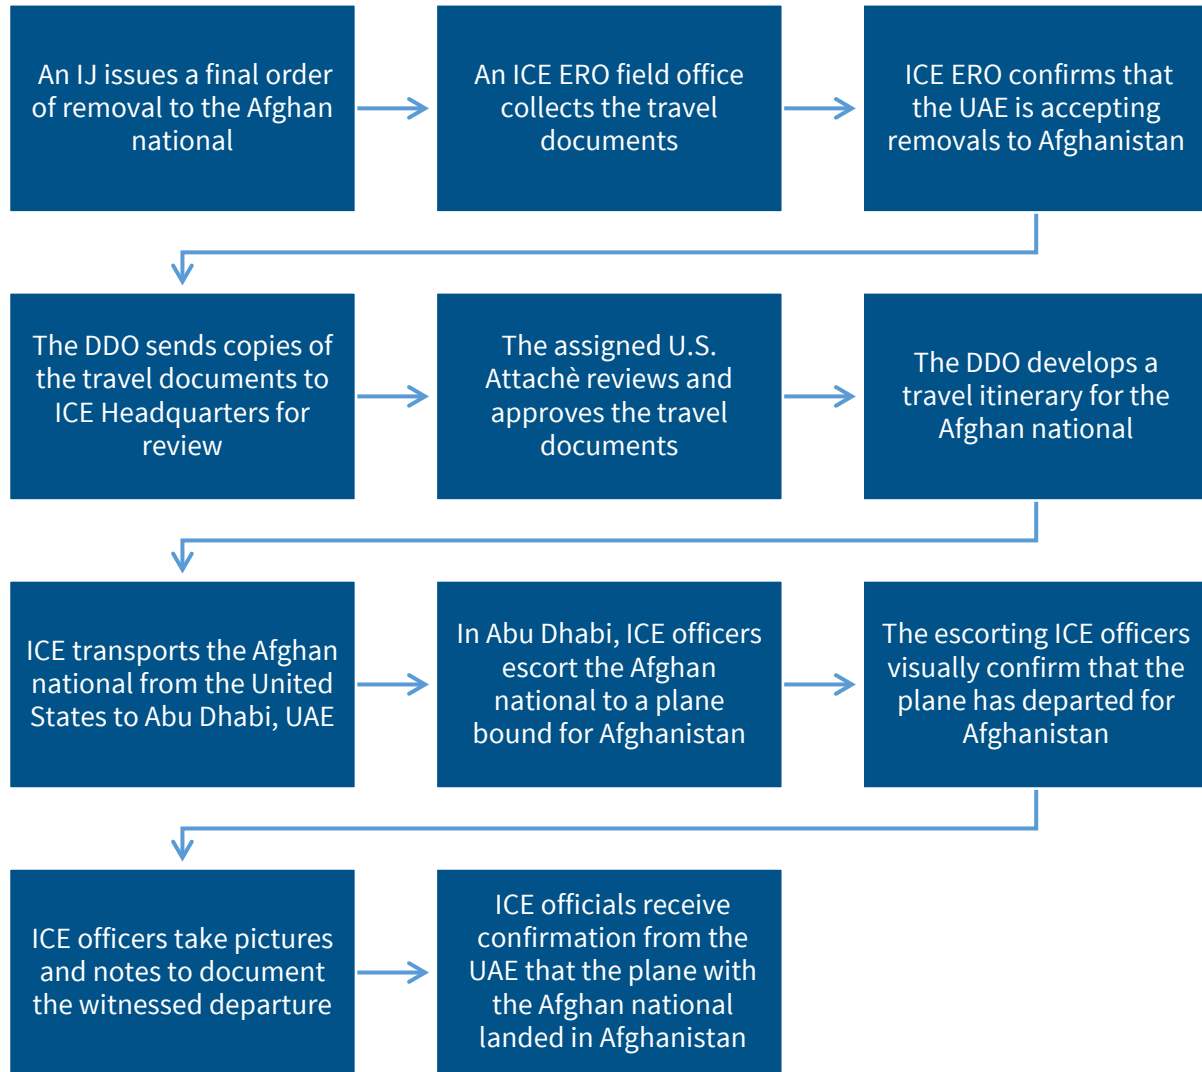 An IJ issues a final order
of removal to the Afghan
national
An ICE ERO field office
collects the travel
documents
ICE ERO confirms that
the UAE is accepting
removals to Afghanistan
The DDO sends copies of
the travel documents to
ICE Headquarters for
review
The assigned U.S.
Attachè reviews and
approves the travel
documents
The DDO develops a
travel itinerary for the
Afghan national
ICE transports the Afghan
national from the United
States to Abu Dhabi, UAE
In Abu Dhabi, ICE officers
escort the Afghan
national to a plane
bound for Afghanistan
The escorting ICE officers
visually confirm that the
plane has departed for
Afghanistan
ICE officers take pictures
and notes to document
the witnessed departure
ICE officials receive
confirmation from the
UAE that the plane with
the Afghan national
landed in Afghanistan